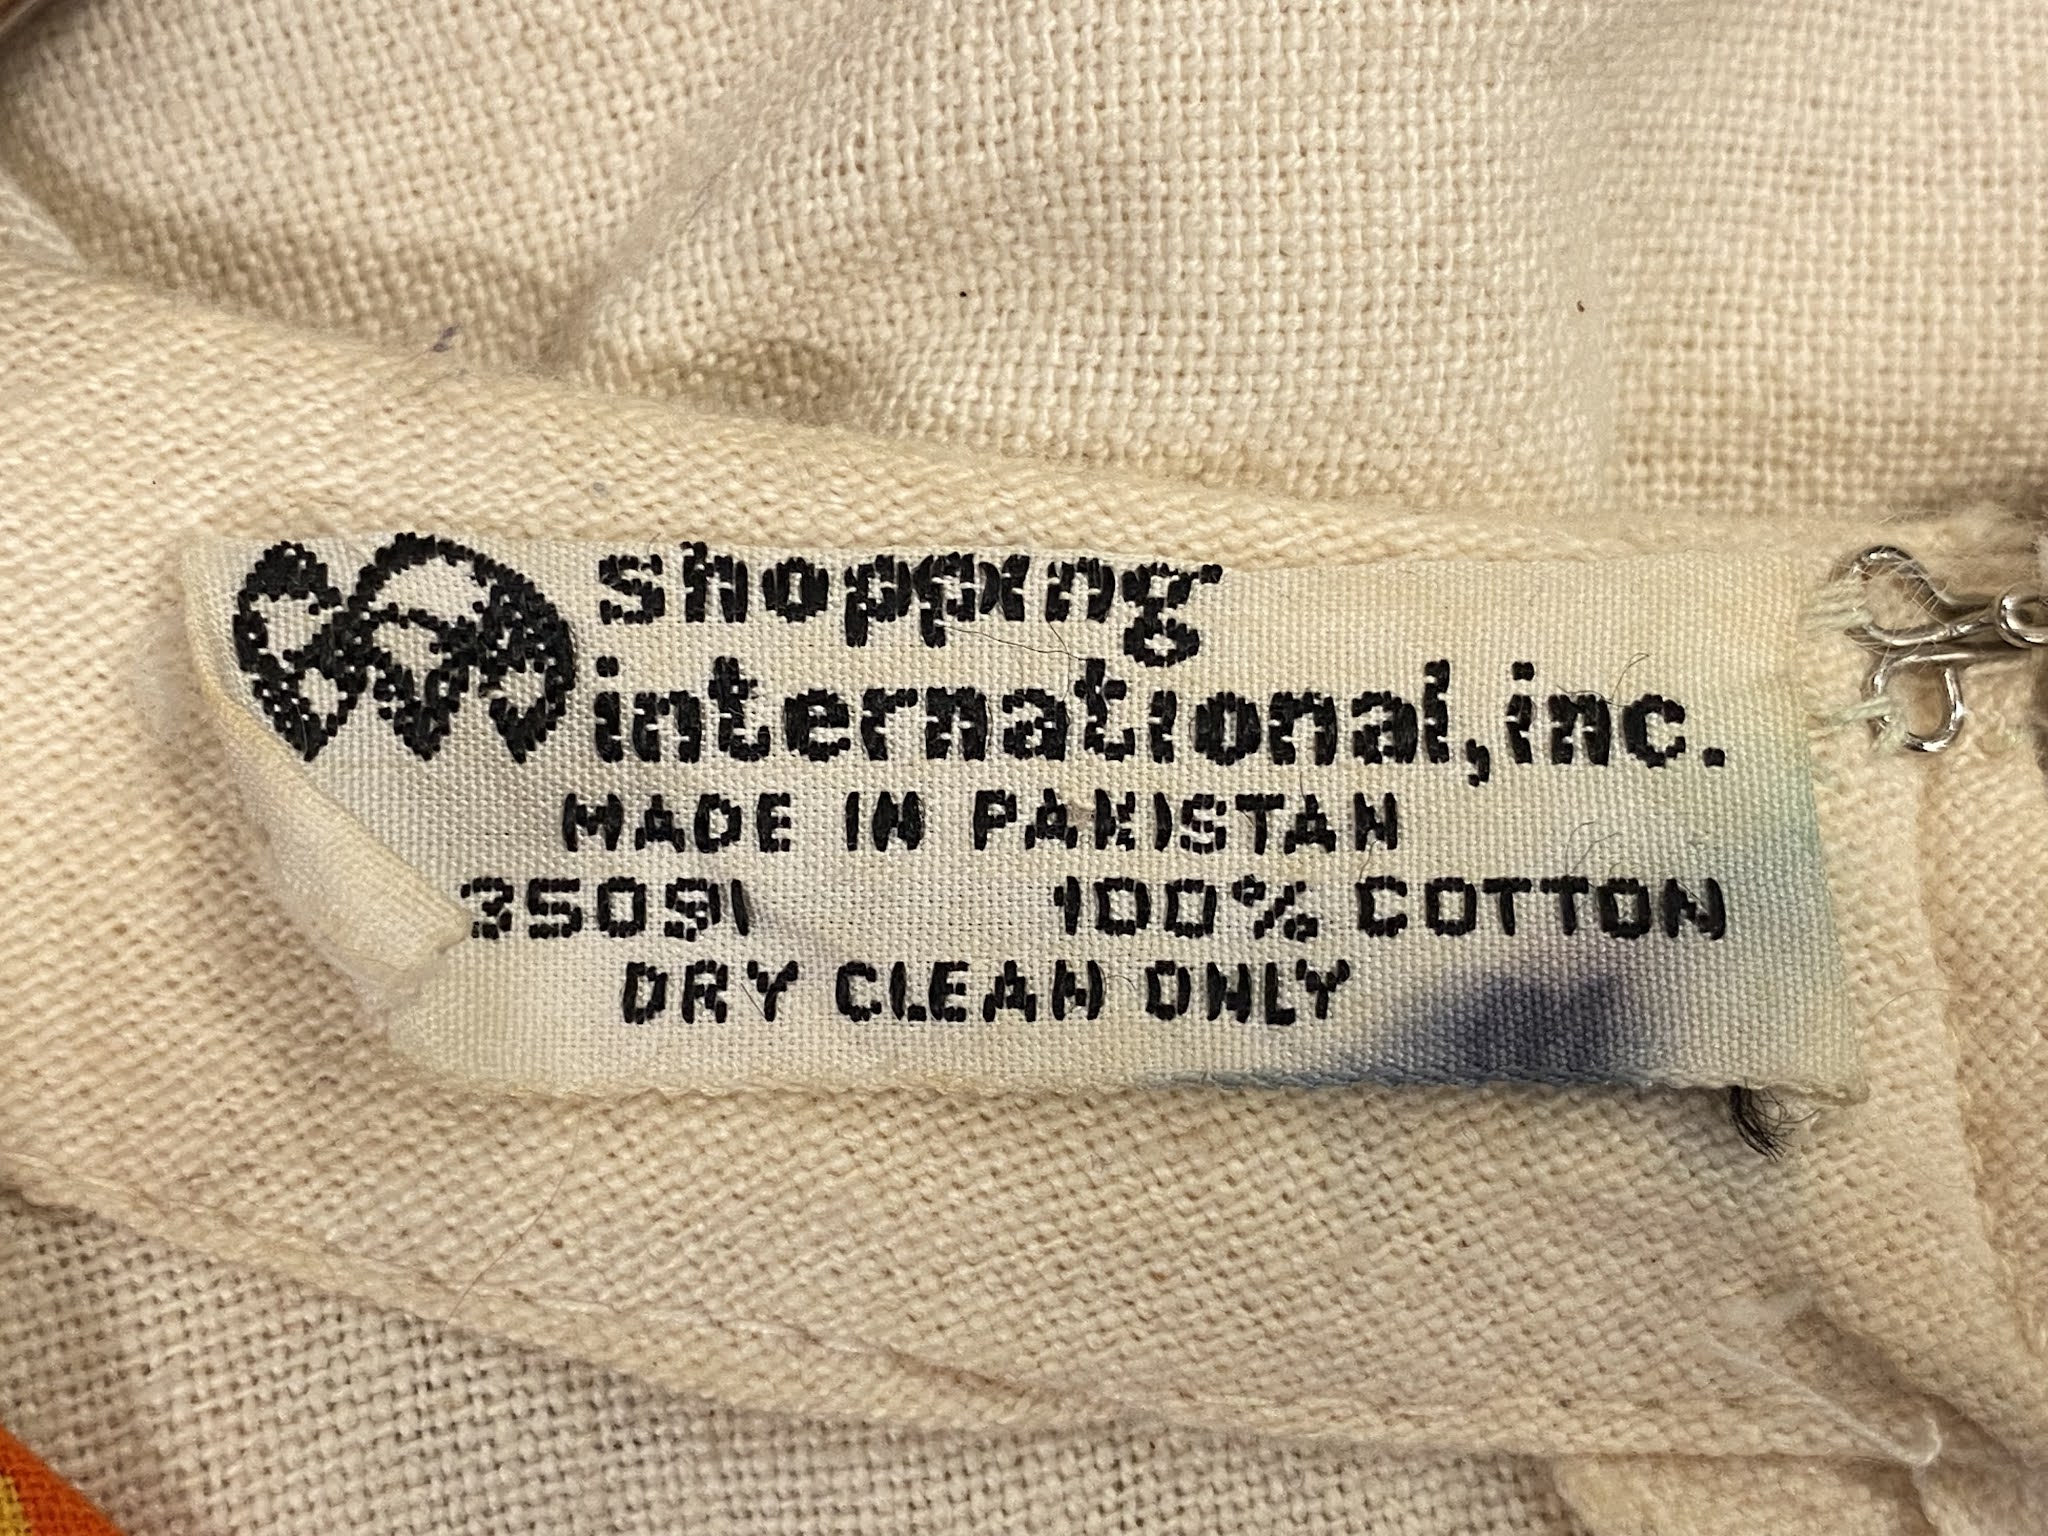 shopping
international, inc.
MADE IN PAKISTAN
35091 100% COTTON
DRY CLEAN ONLY